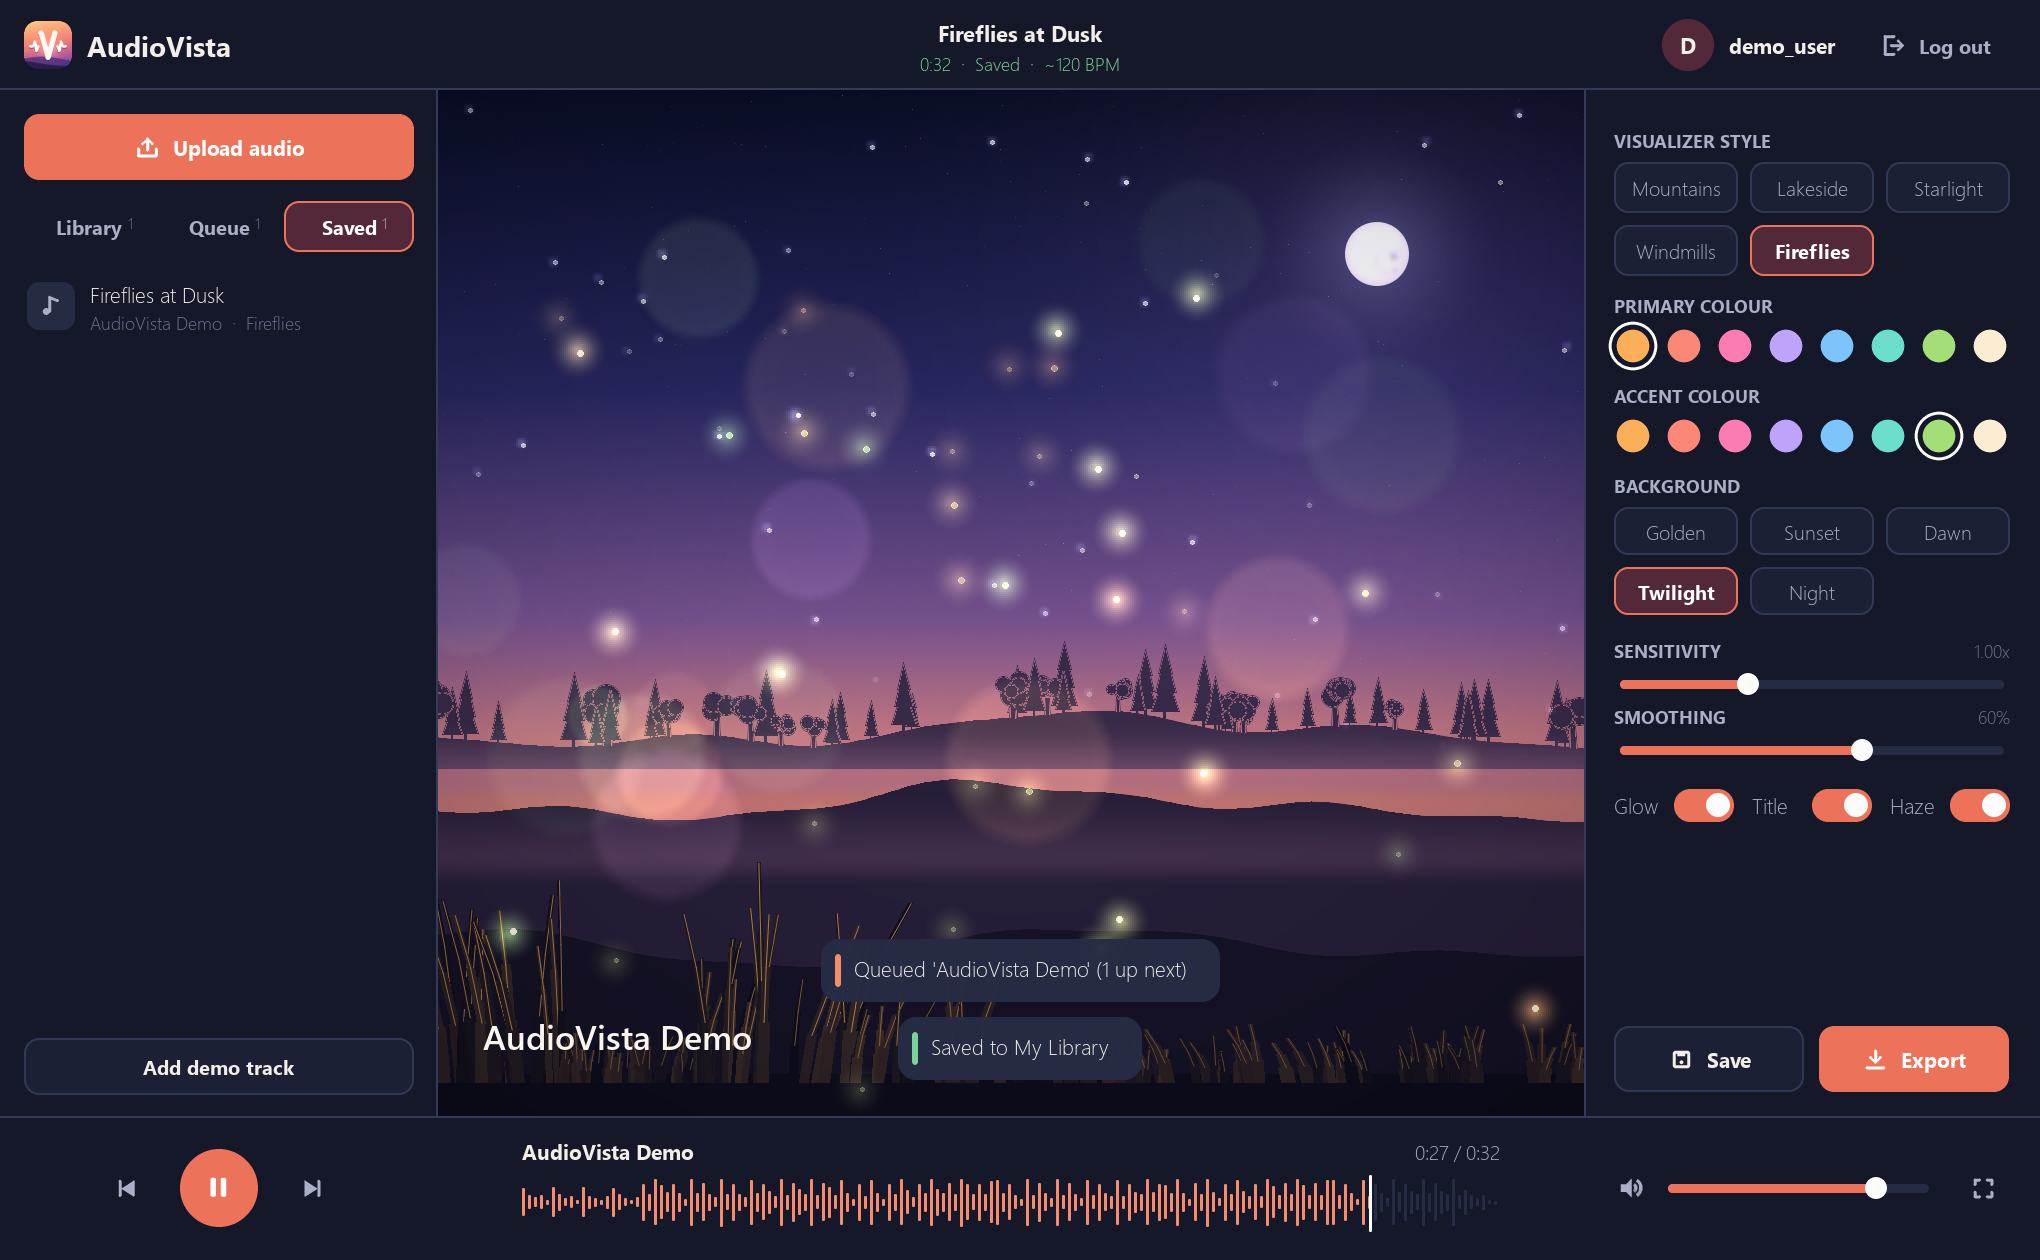 AudioVista
Fireflies at Dusk
0:32 · Saved · ~120 BPM
D
demo_user
Log out
Upload audio
Library 1
Queue 1
Saved 1
Fireflies at Dusk
AudioVista Demo · Fireflies
Add demo track
AudioVista Demo
Queued 'AudioVista Demo' (1 up next)
Saved to My Library
VISUALIZER STYLE
Mountains
Lakeside
Starlight
Windmills
Fireflies
PRIMARY COLOUR
ACCENT COLOUR
BACKGROUND
Golden
Sunset
Dawn
Twilight
Night
SENSITIVITY
1.00x
SMOOTHING
60%
Glow
Title
Haze
Save
Export
AudioVista Demo
0:27 / 0:32